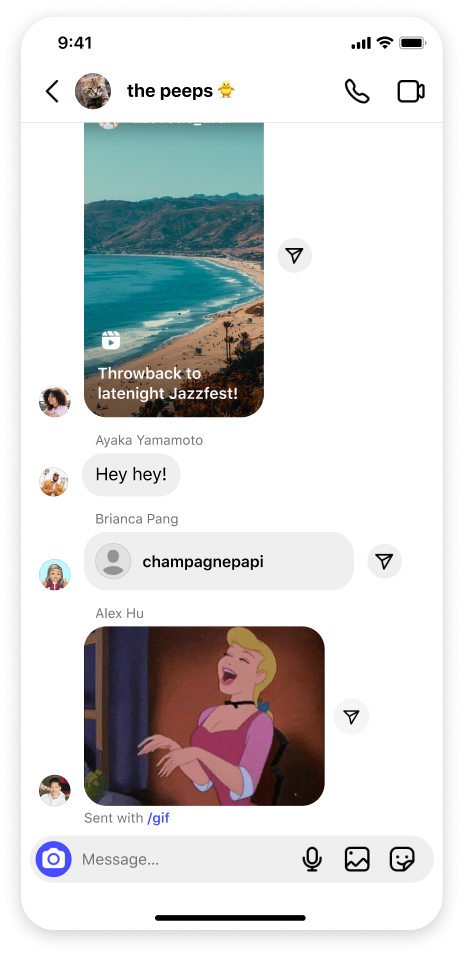 9:41
the peeps 🐥
Throwback to
latenight Jazzfest!
Ayaka Yamamoto
Hey hey!
Brianca Pang
champagnepapi
Alex Hu
Sent with /gif
Message...